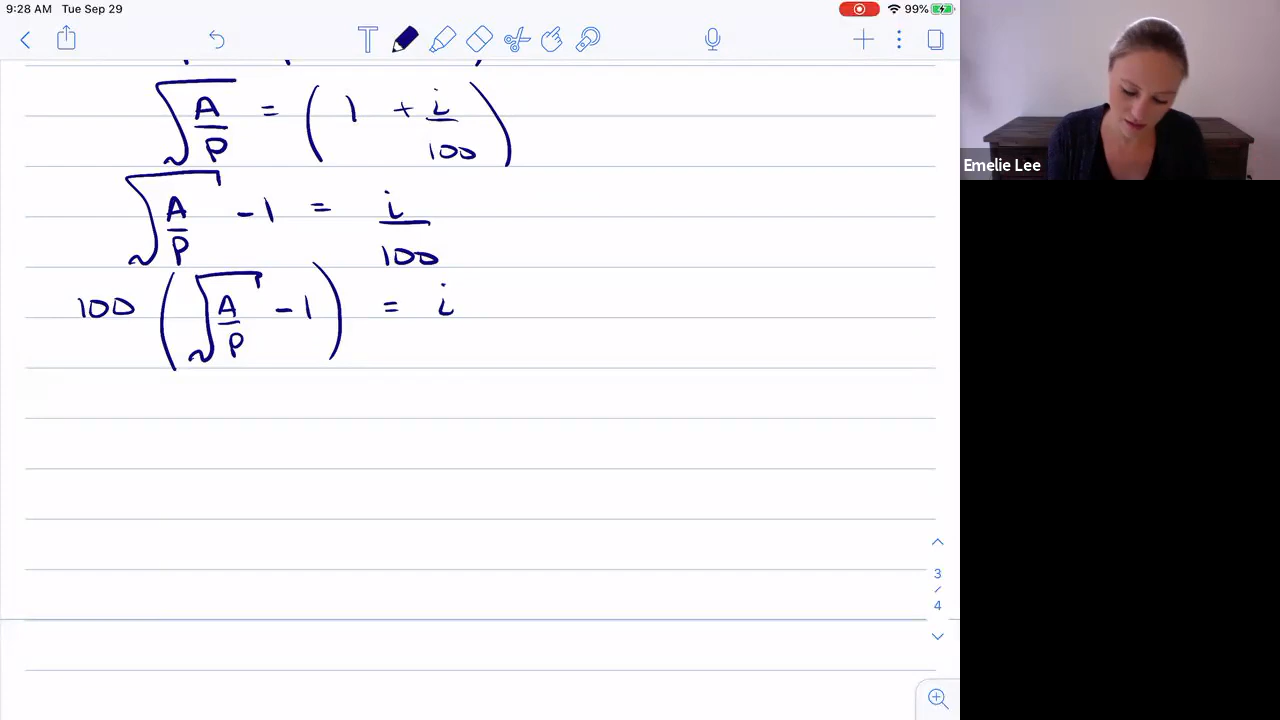 9:28 AM Tue Sep 29
99%
T
√(A/P) = ( 1 + i/100 )
√(A/P) - 1 = i/100
100 ( √(A/P) - 1 ) = i
Emelie Lee
3
/
4